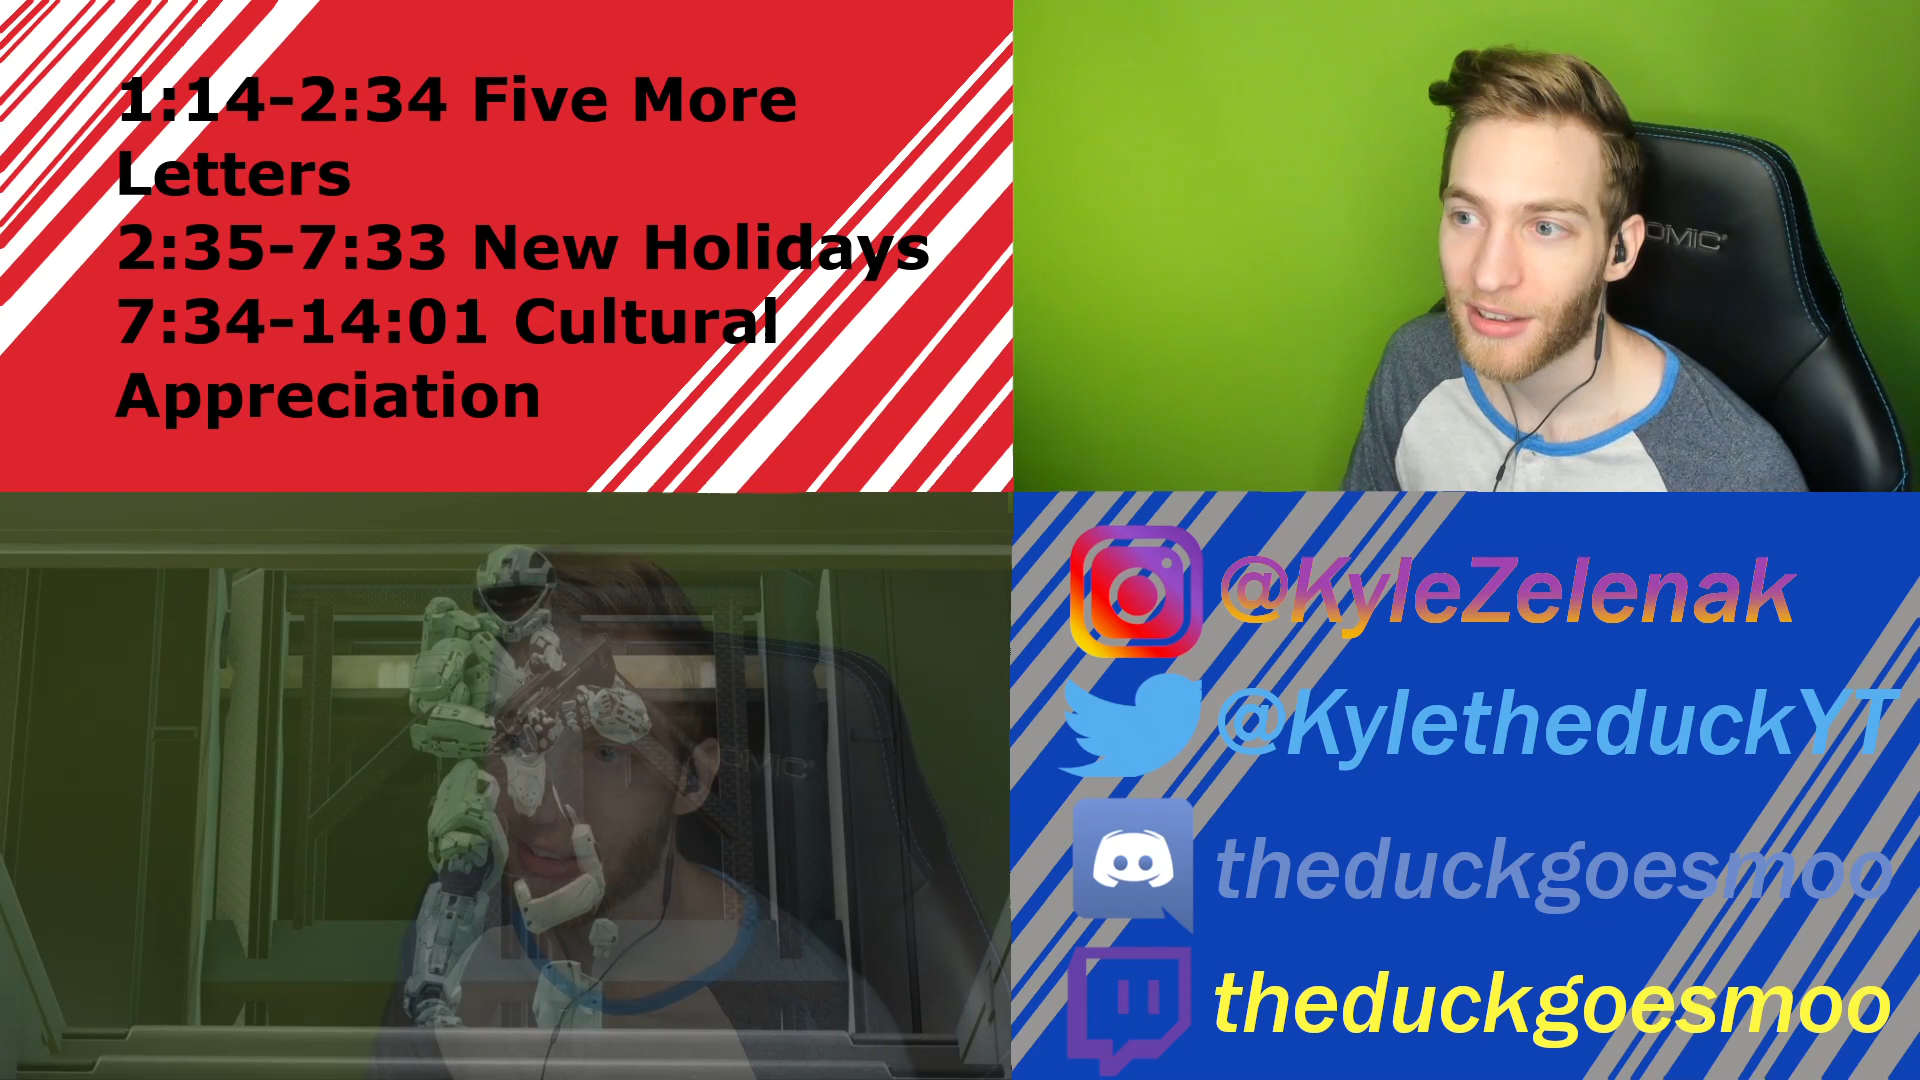 1:14-2:34 Five More
Letters
2:35-7:33 New Holidays
7:34-14:01 Cultural
Appreciation
OMIC
@KyleZelenak
@KyletheduckYT
theduckgoesmoo
theduckgoesmoo